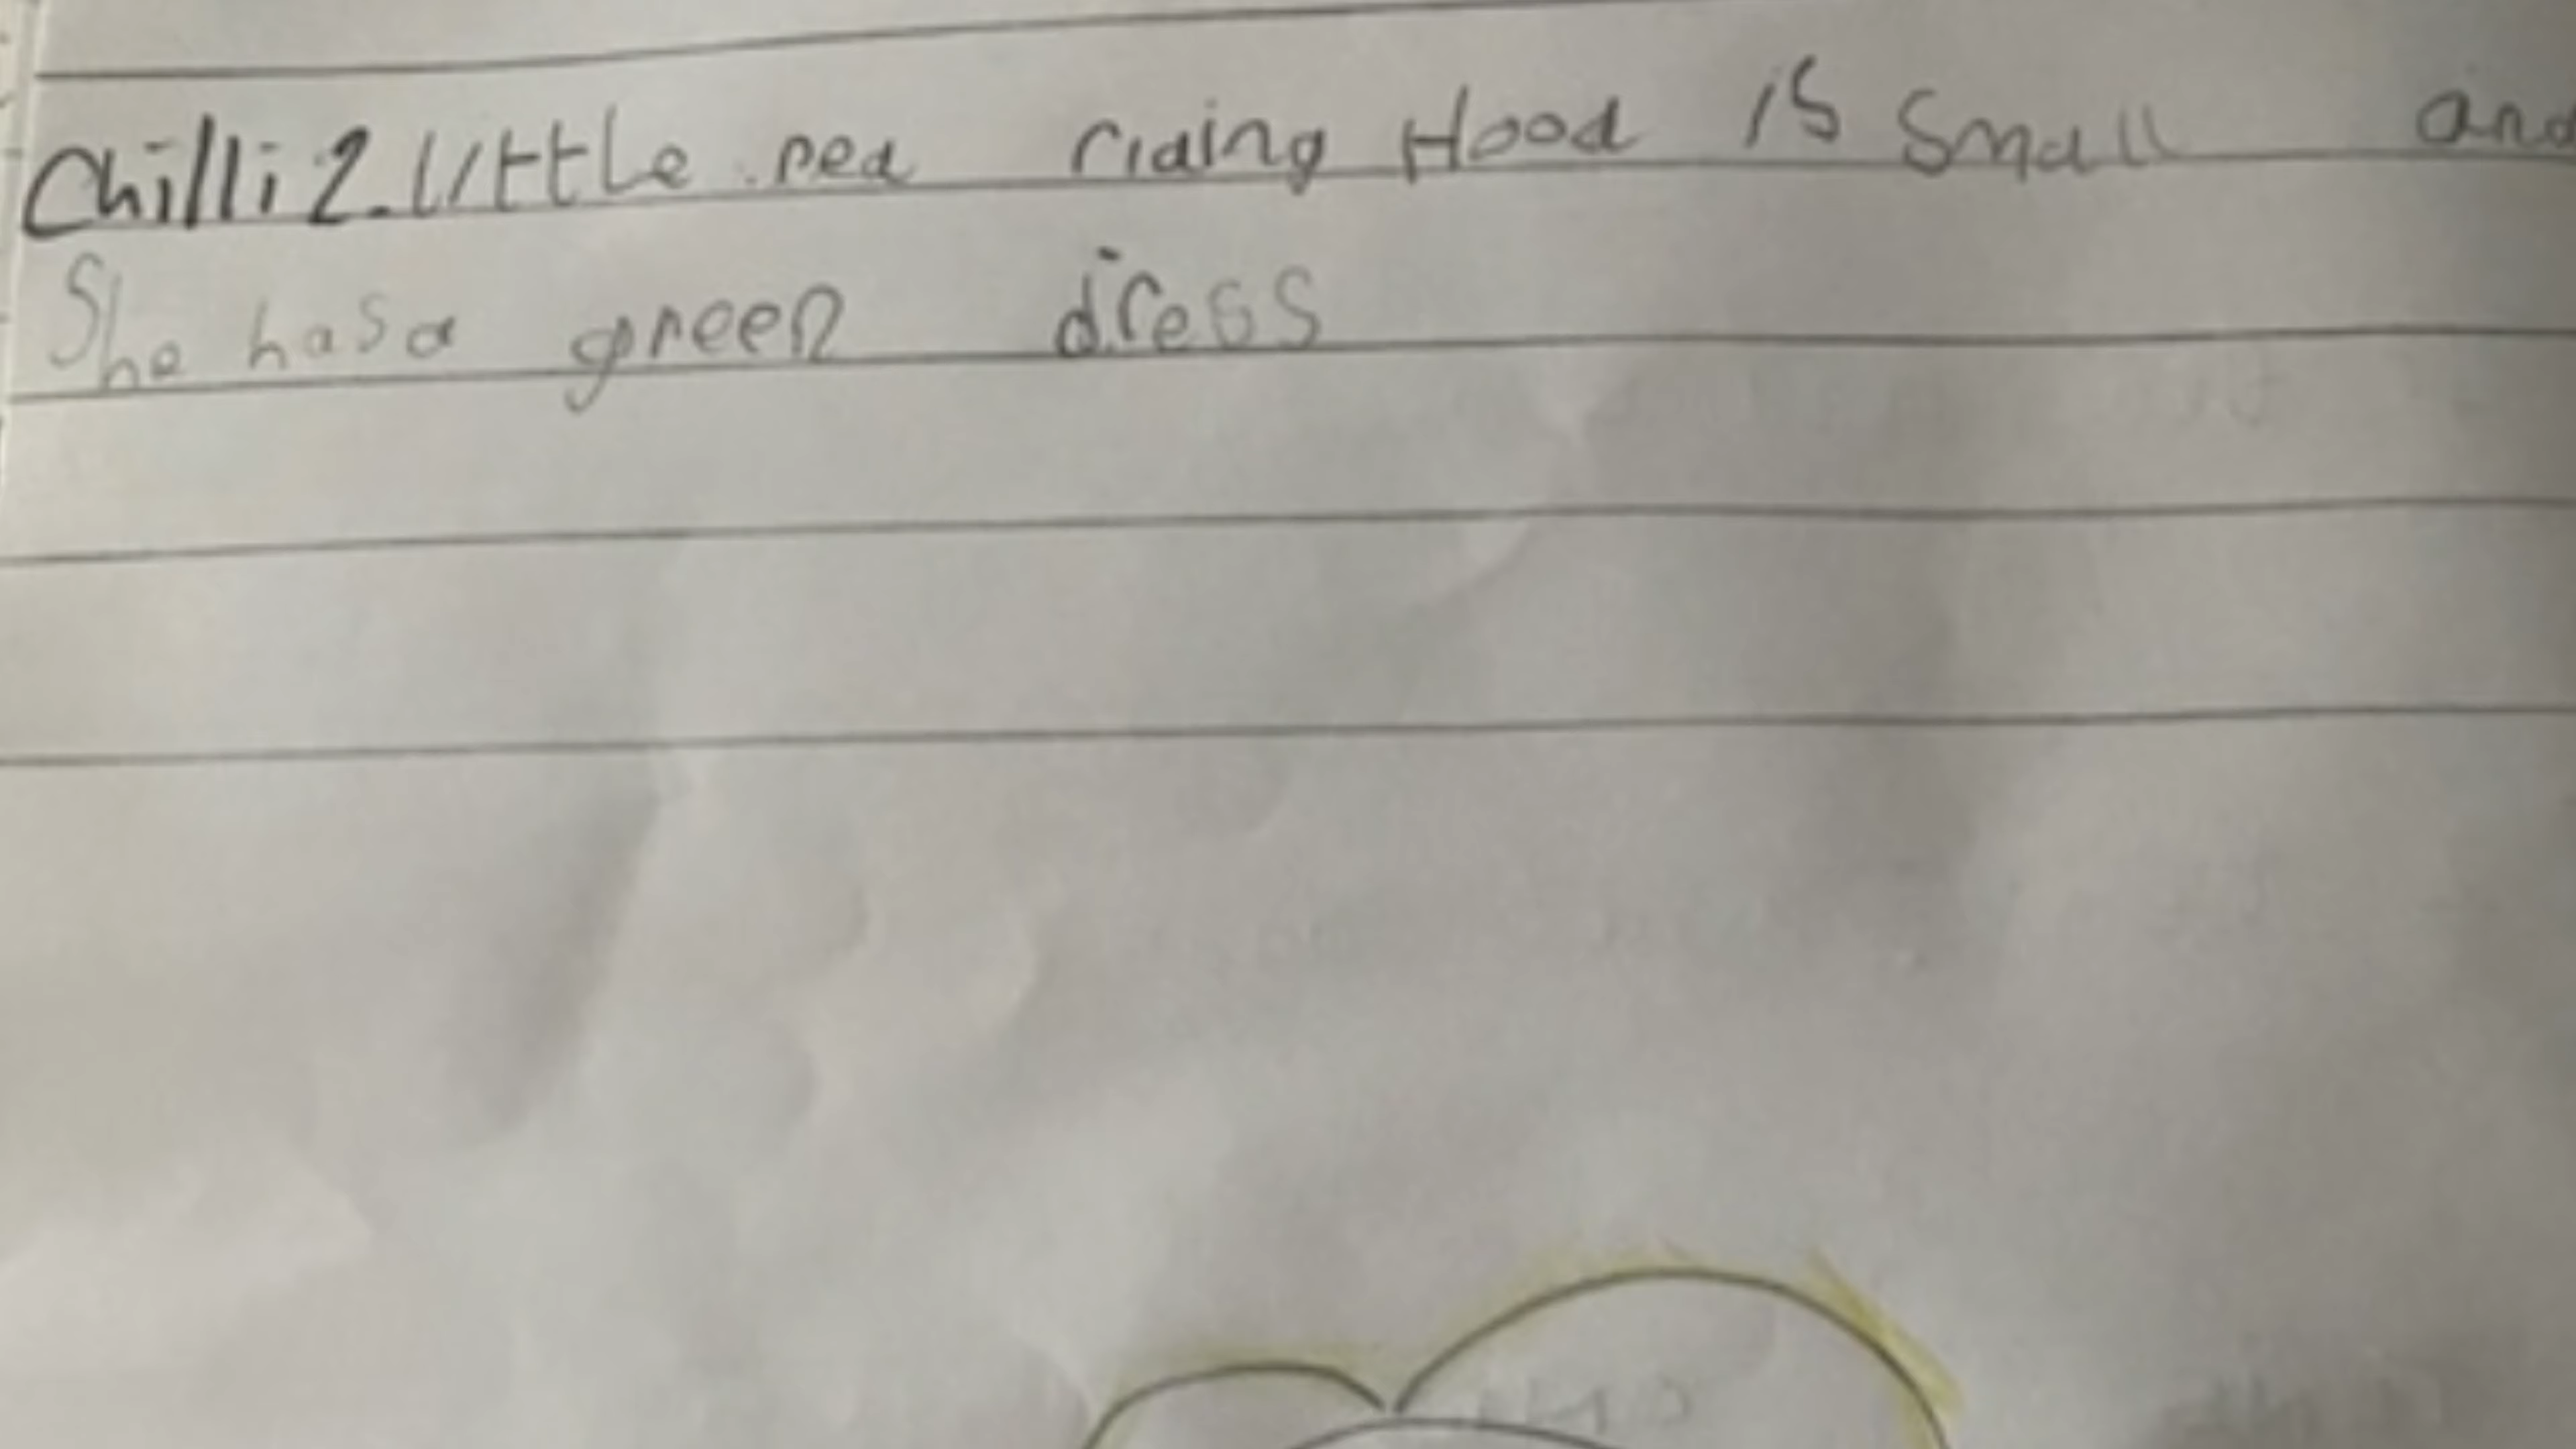 Chilli 2. little red riding Hood is small and
She has a green dress